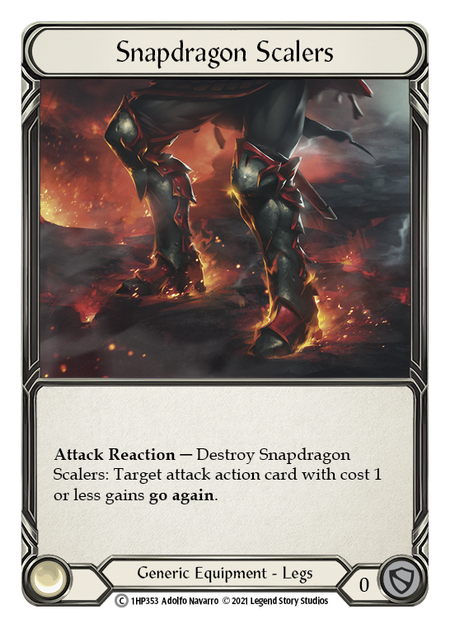 Snapdragon Scalers
Attack Reaction — Destroy Snapdragon
Scalers: Target attack action card with cost 1
or less gains go again.
Generic Equipment - Legs
0
C 1HP353 Adolfo Navarro © 2021 Legend Story Studios